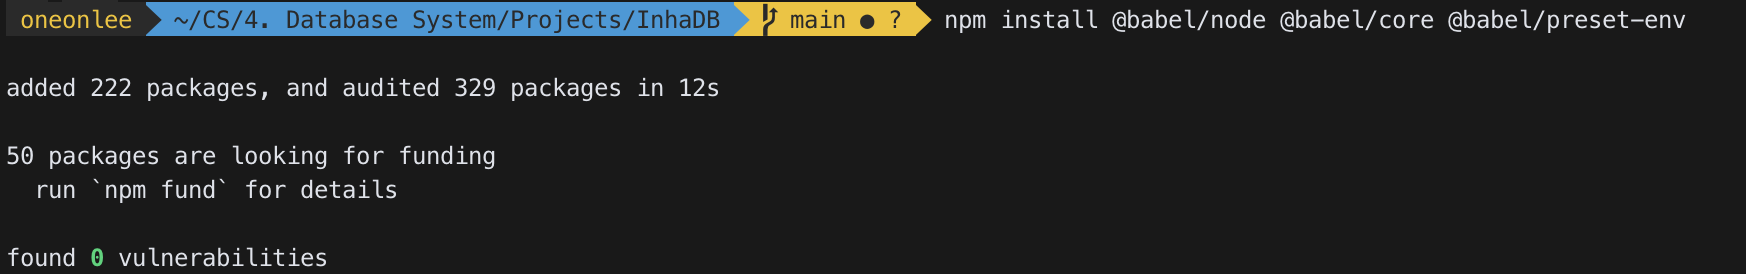 oneonlee ~/CS/4. Database System/Projects/InhaDB main ● ? npm install @babel/node @babel/core @babel/preset-env
added 222 packages, and audited 329 packages in 12s
50 packages are looking for funding
run `npm fund` for details
found 0 vulnerabilities